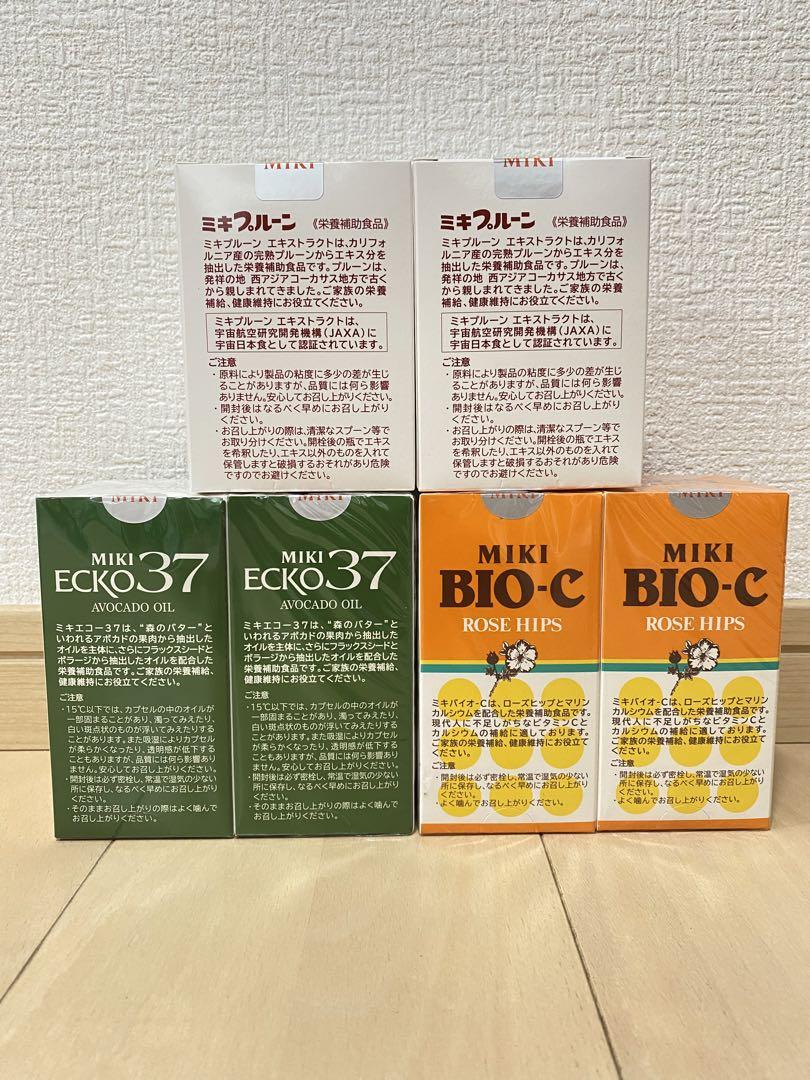 MIKI
ミキプルーン 《栄養補助食品》
ミキプルーン エキストラクトは、カリフォ
ルニア産の完熟プルーンからエキス分を
抽出した栄養補助食品です。プルーンは、
発祥の地 西アジアコーカサス地方で古く
から親しまれてきました。ご家族の栄養
補給、健康維持にお役立てください。
ミキプルーン エキストラクトは、
宇宙航空研究開発機構(JAXA)に
宇宙日本食として認証されています。
ご注意
・原料により製品の粘度に多少の差が生じ
ることがありますが、品質には何ら影響
ありません。安心してお召し上がりください。
・開封後はなるべく早めにお召し上がり
ください。
・お召し上がりの際は、清潔なスプーン等で
お取り分けください。開栓後の瓶でエキス
を希釈したり、エキス以外のものを入れて
保管しますと破損するおそれがあり危険
ですのでお避けください。
MIKI
ミキプルーン 《栄養補助食品》
ミキプルーン エキストラクトは、カリフォ
ルニア産の完熟プルーンからエキス分を
抽出した栄養補助食品です。プルーンは、
発祥の地 西アジアコーカサス地方で古く
から親しまれてきました。ご家族の栄養
補給、健康維持にお役立てください。
ミキプルーン エキストラクトは、
宇宙航空研究開発機構(JAXA)に
宇宙日本食として認証されています。
ご注意
・原料により製品の粘度に多少の差が生じ
ることがありますが、品質には何ら影響
ありません。安心してお召し上がりください。
・開封後はなるべく早めにお召し上がり
ください。
・お召し上がりの際は、清潔なスプーン等で
お取り分けください。開栓後の瓶でエキス
を希釈したり、エキス以外のものを入れて
保管しますと破損するおそれがあり危険
ですのでお避けください。
MIKI
MIKI
ECKO37
AVOCADO OIL
ミキエコー37は、“森のバター”と
いわれるアボカドの果肉から抽出した
オイルを主体に、さらにフラックスシードと
ボラージから抽出したオイルを配合した
栄養補助食品です。ご家族の栄養補給、
健康維持にお役立てください。
ご注意
・15℃以下では、カプセルの中のオイルが
一部固まることがあり、濁ってみえたり、
白い斑点状のものが浮いてみえたりする
ことがあります。また吸湿によりカプセル
が柔らかくなったり、透明感が低下する
こともありますが、品質には何ら影響あり
ません。安心してお召し上がりください。
・開封後は必ず密栓し、常温で湿気の少ない
所に保存し、なるべく早めにお召し上がり
ください。
・そのままお召し上がりの際はよく噛んで
お召し上がりください。
MIKI
MIKI
ECKO37
AVOCADO OIL
ミキエコー37は、“森のバター”と
いわれるアボカドの果肉から抽出した
オイルを主体に、さらにフラックスシードと
ボラージから抽出したオイルを配合した
栄養補助食品です。ご家族の栄養補給、
健康維持にお役立てください。
ご注意
・15℃以下では、カプセルの中のオイルが
一部固まることがあり、濁ってみえたり、
白い斑点状のものが浮いてみえたりする
ことがあります。また吸湿によりカプセル
が柔らかくなったり、透明感が低下する
こともありますが、品質には何ら影響あり
ません。安心してお召し上がりください。
・開封後は必ず密栓し、常温で湿気の少ない
所に保存し、なるべく早めにお召し上がり
ください。
・そのままお召し上がりの際はよく噛んで
お召し上がりください。
MIKI
MIKI
BIO-C
ROSE HIPS
ミキバイオ-Cは、ローズヒップとマリン
カルシウムを配合した栄養補助食品です。
現代人に不足しがちなビタミンCと
カルシウムの補給に適しております。
ご家族の栄養補給、健康維持にお役立て
ください。
ご注意
・開封後は必ず密栓し、常温で湿気の少ない
所に保存し、なるべく早めにお召し上がり
ください。
・よく噛んでお召し上がりください。
MIKI
MIKI
BIO-C
ROSE HIPS
ミキバイオ-Cは、ローズヒップとマリン
カルシウムを配合した栄養補助食品です。
現代人に不足しがちなビタミンCと
カルシウムの補給に適しております。
ご家族の栄養補給、健康維持にお役立て
ください。
ご注意
・開封後は必ず密栓し、常温で湿気の少ない
所に保存し、なるべく早めにお召し上がり
ください。
・よく噛んでお召し上がりください。